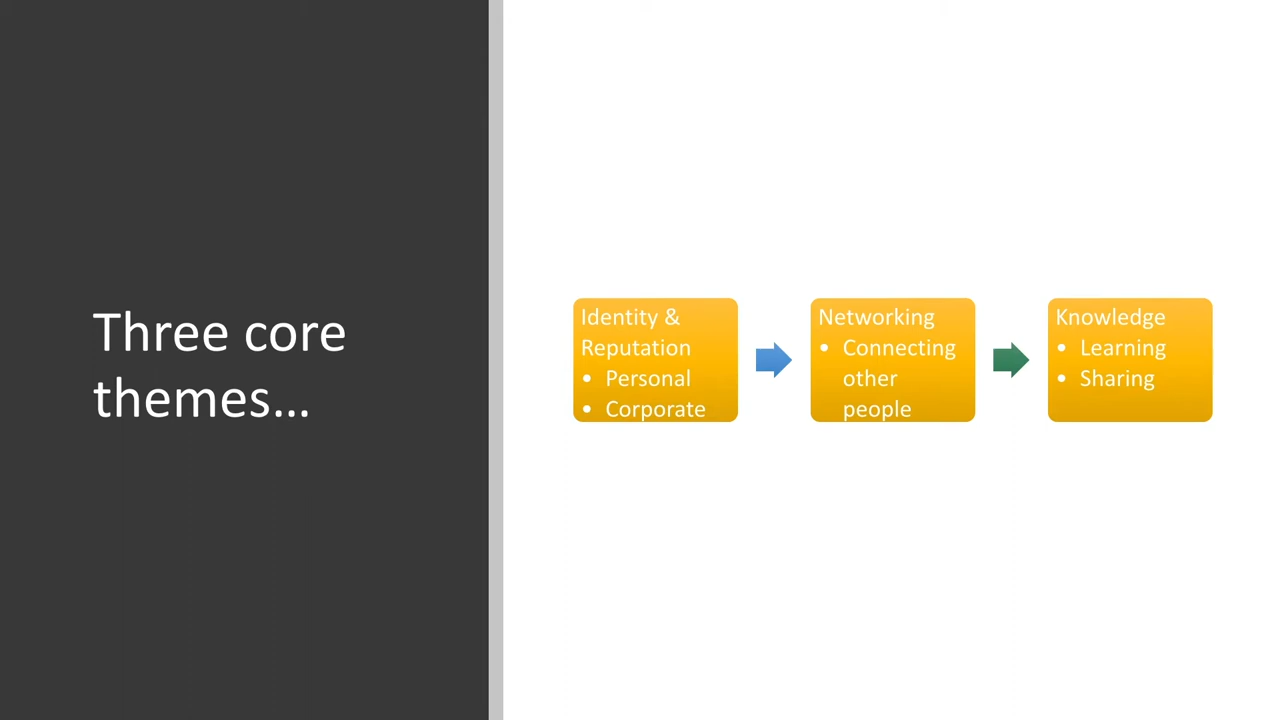 Three core
themes…
Identity &
Reputation
• Personal
• Corporate
Networking
• Connecting
other
people
Knowledge
• Learning
• Sharing